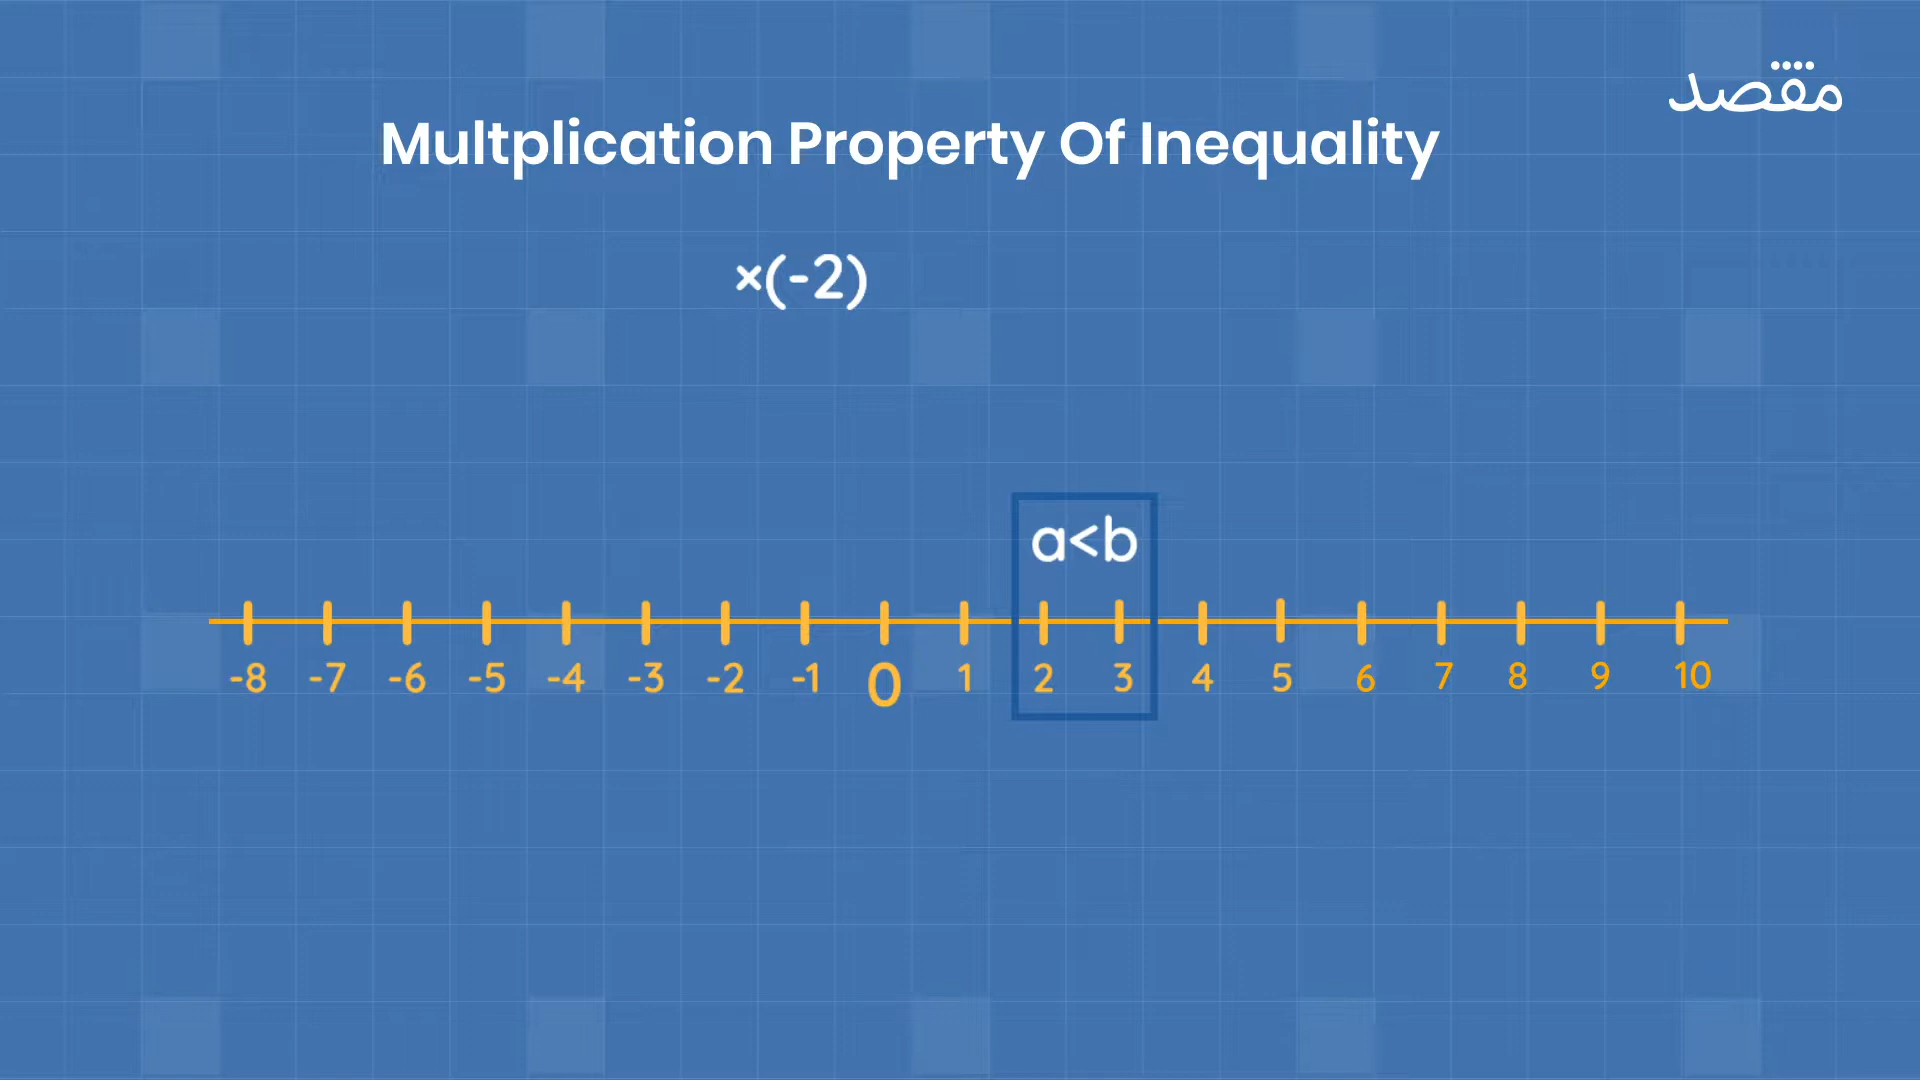 مقصد
Multplication Property Of Inequality
×(-2)
a<b
-8 -7 -6 -5 -4 -3 -2 -1 0 1 2 3 4 5 6 7 8 9 10